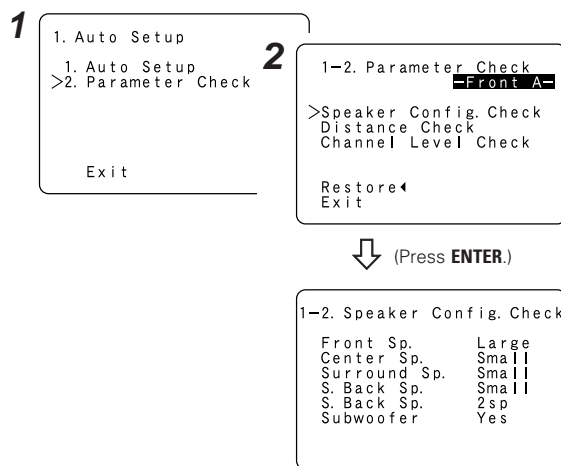 1
1. Auto Setup
1. Auto Setup
>2. Parameter Check
Exit
2
1-2. Parameter Check
-Front A-
>Speaker Config. Check
Distance Check
Channel Level Check
Restore◀
Exit
(Press ENTER.)
1-2. Speaker Config. Check
Front Sp. Large
Center Sp. Small
Surround Sp. Small
S. Back Sp. Small
S. Back Sp. 2sp
Subwoofer Yes